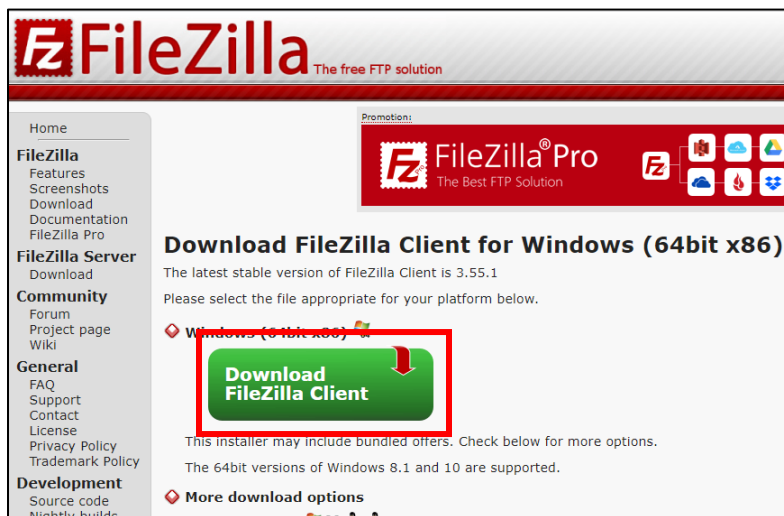 FileZilla
The free FTP solution
Home
FileZilla
Features
Screenshots
Download
Documentation
FileZilla Pro
FileZilla Server
Download
Community
Forum
Project page
Wiki
General
FAQ
Support
Contact
License
Privacy Policy
Trademark Policy
Development
Source code
Nightly builds
Promotion:
FileZilla®Pro
The Best FTP Solution
Download FileZilla Client for Windows (64bit x86)
The latest stable version of FileZilla Client is 3.55.1
Please select the file appropriate for your platform below.
Windows (64bit x86)
Download
FileZilla Client
This installer may include bundled offers. Check below for more options.
The 64bit versions of Windows 8.1 and 10 are supported.
More download options